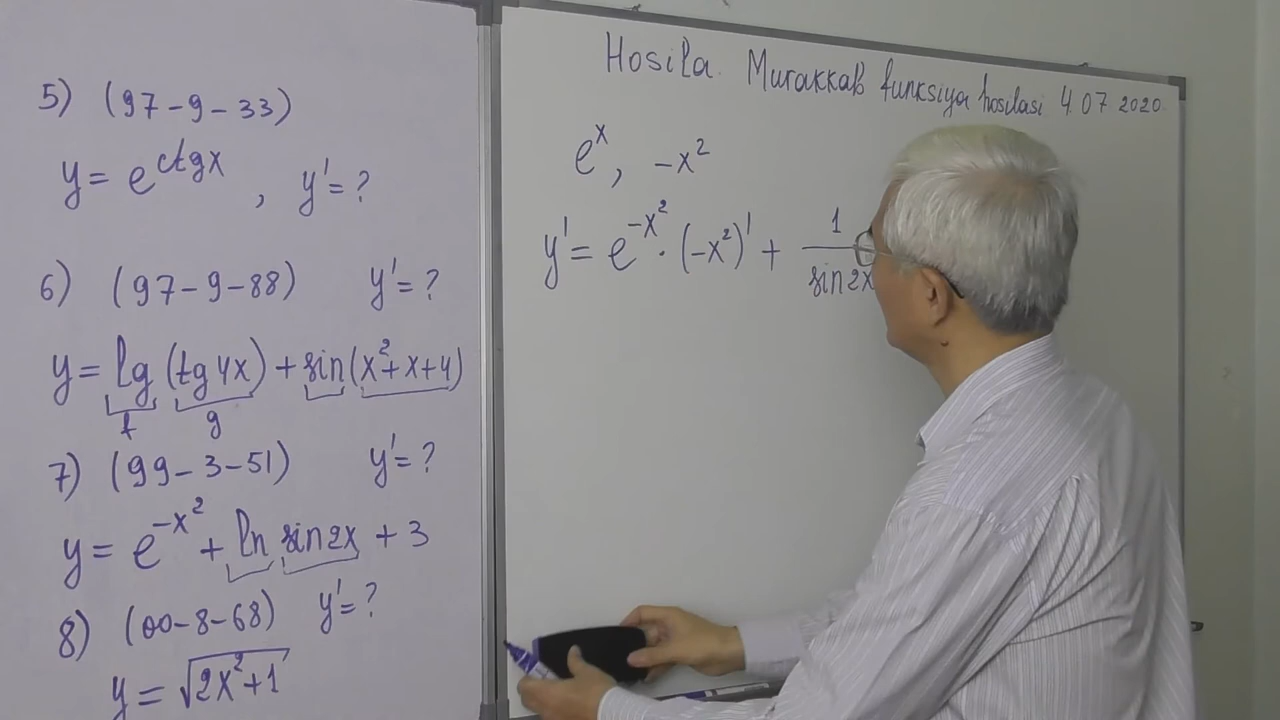 5) (97-9-33)
y = e^ctgx , y' = ?
6) (97-9-88) y' = ?
y = lg (tg4x) + sin (x²+x+4)
f g
7) (99-3-51) y' = ?
y = e^-x² + ln sin2x + 3
8) (00-8-68) y' = ?
y = √2x²+1
Hosila. Murakkab funksiya hosilasi 4.07 2020
e^x, -x²
y' = e^-x² · (-x²)' + 1/sin2x